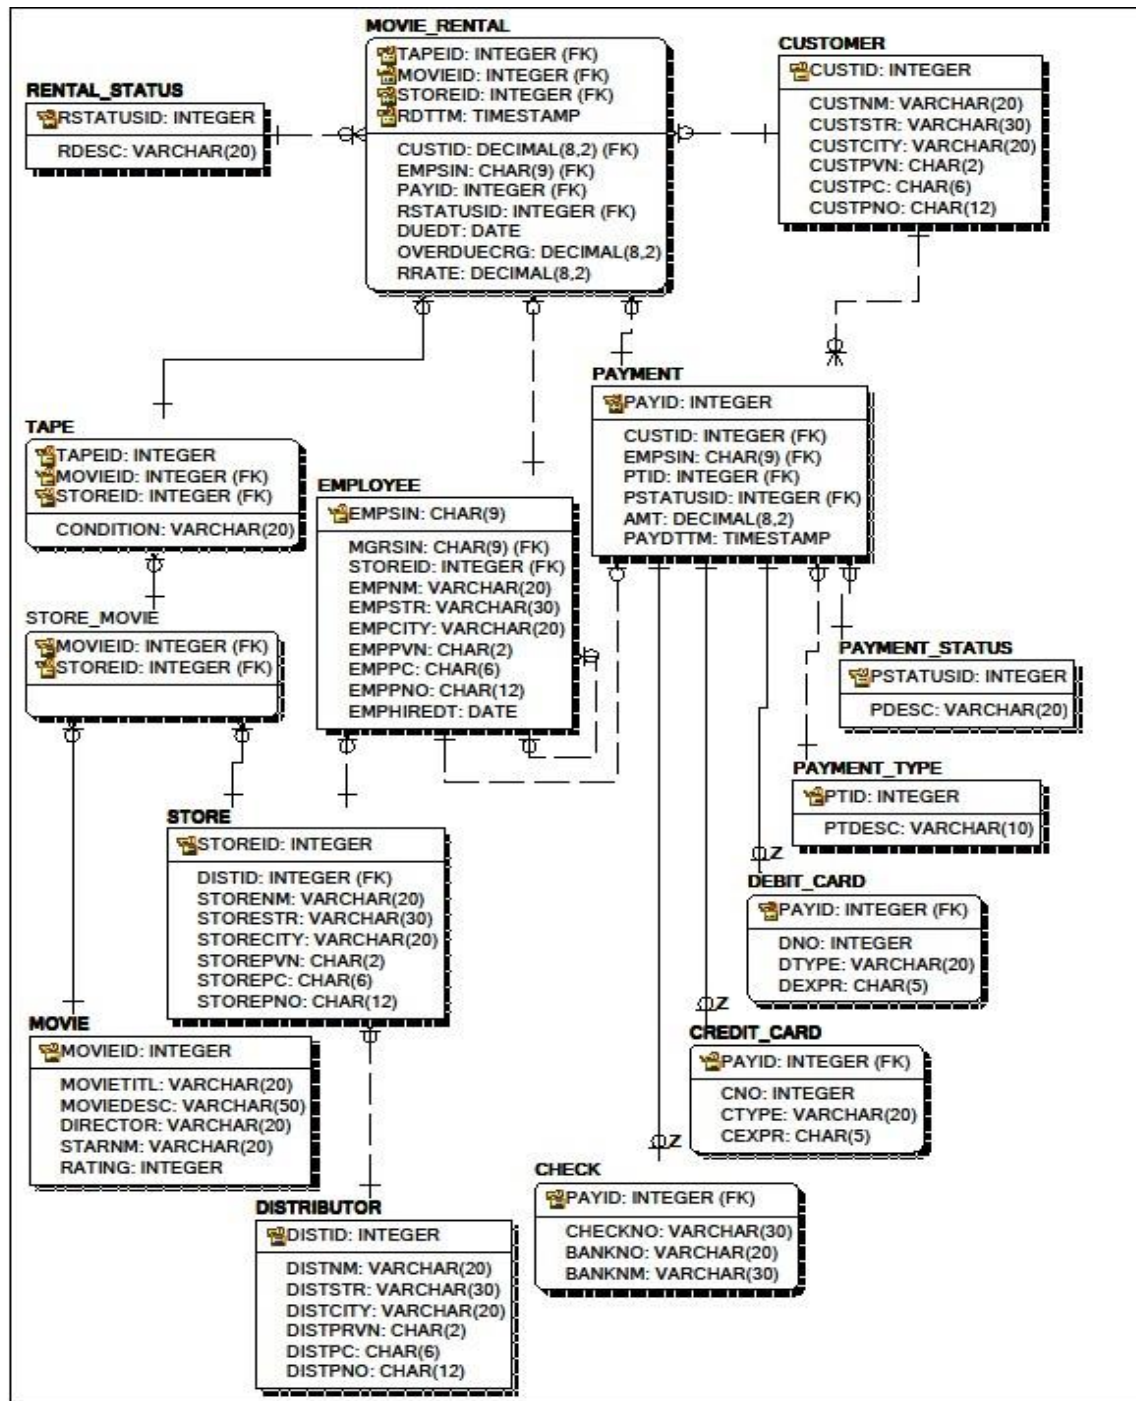 MOVIE_RENTAL
TAPEID: INTEGER (FK)
MOVIEID: INTEGER (FK)
STOREID: INTEGER (FK)
RDTTM: TIMESTAMP
CUSTID: DECIMAL(8,2) (FK)
EMPSIN: CHAR(9) (FK)
PAYID: INTEGER (FK)
RSTATUSID: INTEGER (FK)
DUEDT: DATE
OVERDUECRG: DECIMAL(8,2)
RRATE: DECIMAL(8,2)
CUSTOMER
CUSTID: INTEGER
CUSTNM: VARCHAR(20)
CUSTSTR: VARCHAR(30)
CUSTCITY: VARCHAR(20)
CUSTPVN: CHAR(2)
CUSTPC: CHAR(6)
CUSTPNO: CHAR(12)
RENTAL_STATUS
RSTATUSID: INTEGER
RDESC: VARCHAR(20)
PAYMENT
PAYID: INTEGER
CUSTID: INTEGER (FK)
EMPSIN: CHAR(9) (FK)
PTID: INTEGER (FK)
PSTATUSID: INTEGER (FK)
AMT: DECIMAL(8,2)
PAYDTTM: TIMESTAMP
TAPE
TAPEID: INTEGER
MOVIEID: INTEGER (FK)
STOREID: INTEGER (FK)
CONDITION: VARCHAR(20)
EMPLOYEE
EMPSIN: CHAR(9)
MGRSIN: CHAR(9) (FK)
STOREID: INTEGER (FK)
EMPNM: VARCHAR(20)
EMPSTR: VARCHAR(30)
EMPCITY: VARCHAR(20)
EMPPVN: CHAR(2)
EMPPC: CHAR(6)
EMPPNO: CHAR(12)
EMPHIREDT: DATE
STORE_MOVIE
MOVIEID: INTEGER (FK)
STOREID: INTEGER (FK)
PAYMENT_STATUS
PSTATUSID: INTEGER
PDESC: VARCHAR(20)
PAYMENT_TYPE
PTID: INTEGER
PTDESC: VARCHAR(10)
STORE
STOREID: INTEGER
DISTID: INTEGER (FK)
STORENM: VARCHAR(20)
STORESTR: VARCHAR(30)
STORECITY: VARCHAR(20)
STOREPVN: CHAR(2)
STOREPC: CHAR(6)
STOREPNO: CHAR(12)
Z
DEBIT_CARD
PAYID: INTEGER (FK)
DNO: INTEGER
DTYPE: VARCHAR(20)
DEXPR: CHAR(5)
MOVIE
MOVIEID: INTEGER
MOVIETITL: VARCHAR(20)
MOVIEDESC: VARCHAR(50)
DIRECTOR: VARCHAR(20)
STARNM: VARCHAR(20)
RATING: INTEGER
Z
CREDIT_CARD
PAYID: INTEGER (FK)
CNO: INTEGER
CTYPE: VARCHAR(20)
CEXPR: CHAR(5)
Z
CHECK
PAYID: INTEGER (FK)
CHECKNO: VARCHAR(30)
BANKNO: VARCHAR(20)
BANKNM: VARCHAR(30)
DISTRIBUTOR
DISTID: INTEGER
DISTNM: VARCHAR(20)
DISTSTR: VARCHAR(30)
DISTCITY: VARCHAR(20)
DISTPRVN: CHAR(2)
DISTPC: CHAR(6)
DISTPNO: CHAR(12)